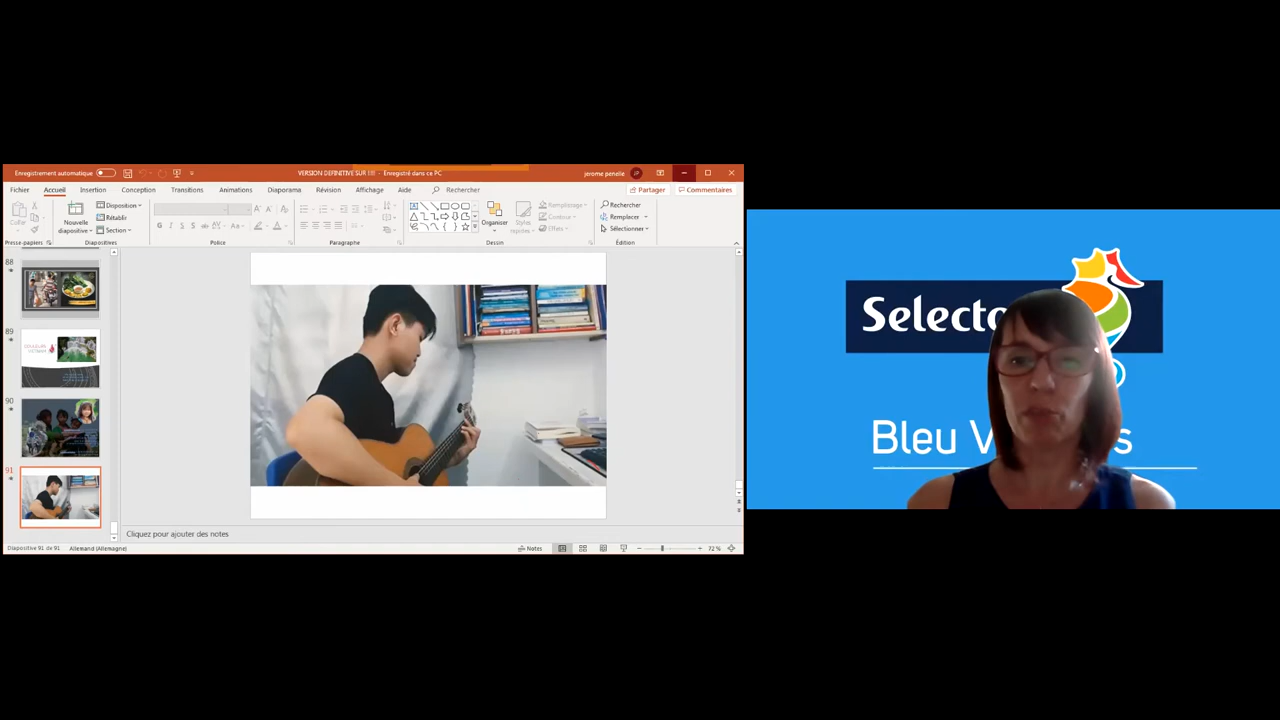 Enregistrement automatique
VERSION DEFINITIVE SUR !!!! - Enregistré dans ce PC
jerome penelle
JP
Fichier Accueil Insertion Conception Transitions Animations Diaporama Révision Affichage Aide Rechercher
Partager Commentaires
Coller
Nouvelle diapositive
Disposition
Rétablir
Section
Organiser
Styles rapides
Remplissage
Contour
Effets
Rechercher
Remplacer
Sélectionner
Presse-papiers Diapositives Police Paragraphe Dessin Édition
88
89
90
91
Cliquez pour ajouter des notes
Diapositive 91 de 91 Allemand (Allemagne) Notes 72 %
Selecto
Bleu V s